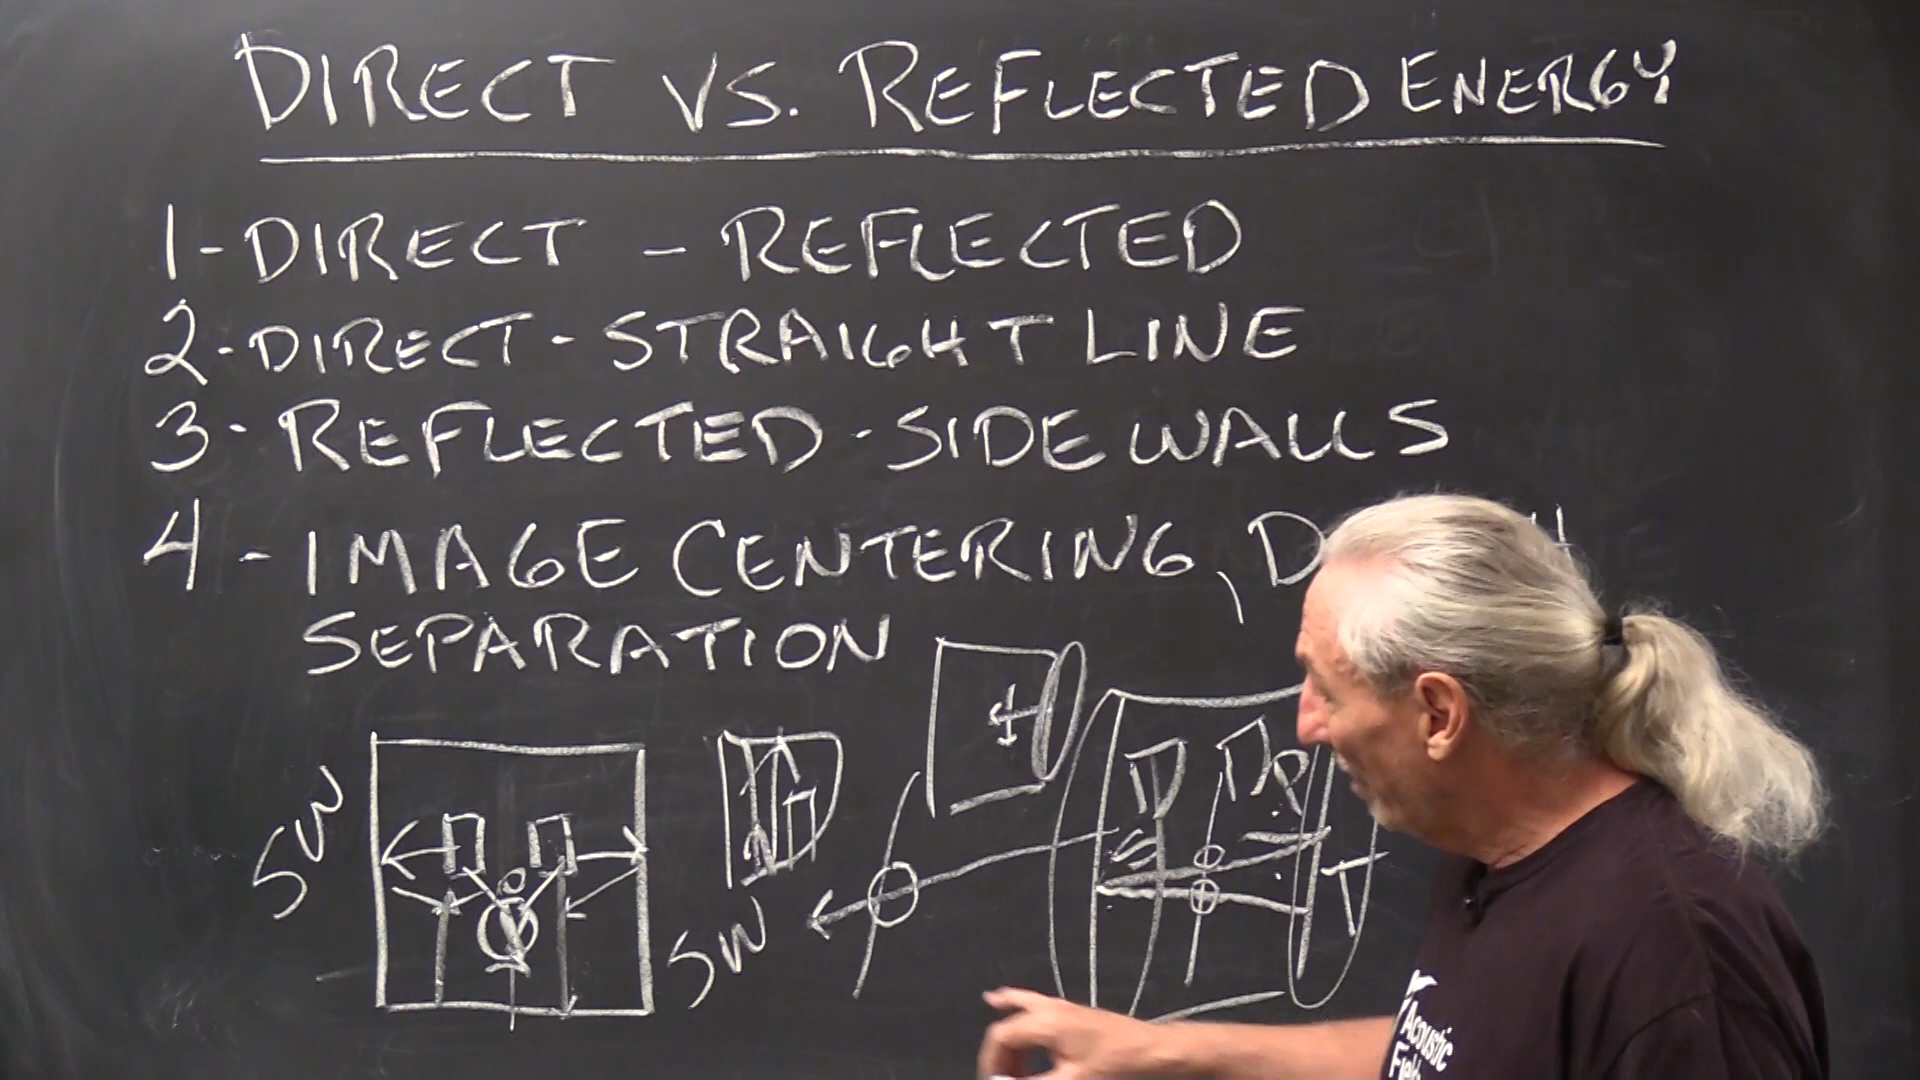 DIRECT VS. REFLECTED ENERGY
1-DIRECT - REFLECTED
2-DIRECT-STRAIGHT LINE
3-REFLECTED-SIDE WALLS
4-IMAGE CENTERING, D
SEPARATION
SW
SW
Acoustic